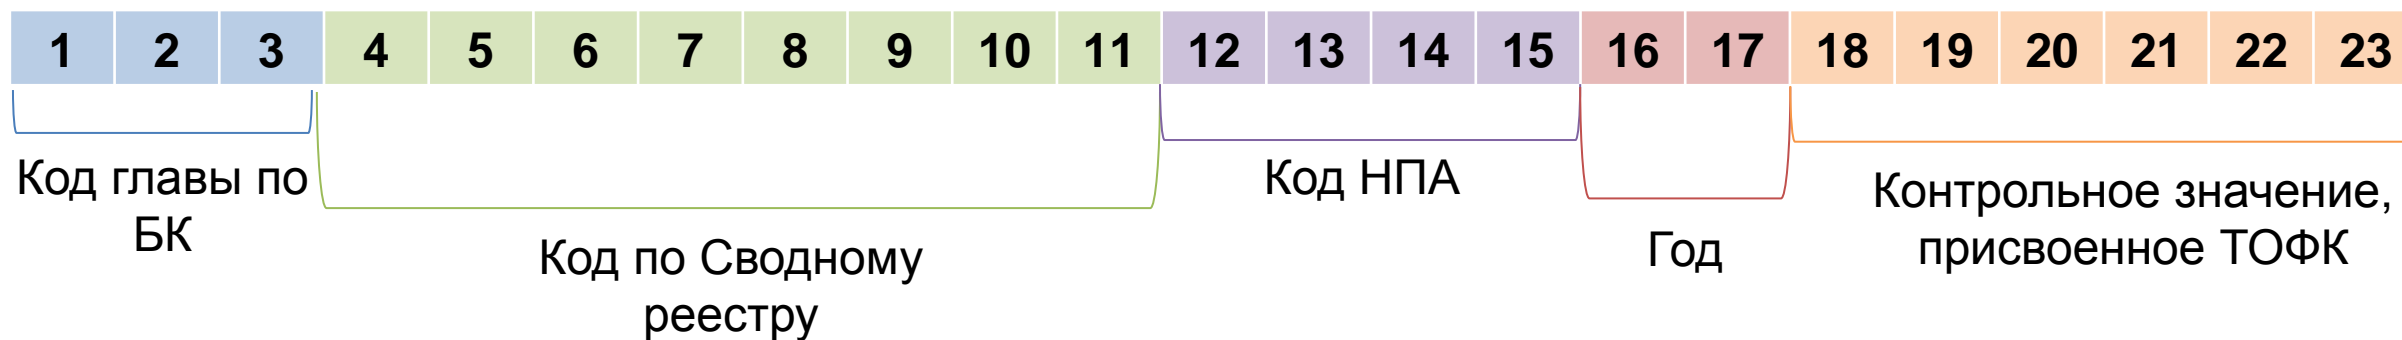 1 2 3 4 5 6 7 8 9 10 11 12 13 14 15 16 17 18 19 20 21 22 23
Код главы по
БК
Код по Сводному
реестру
Код НПА
Год
Контрольное значение,
присвоенное ТОФК